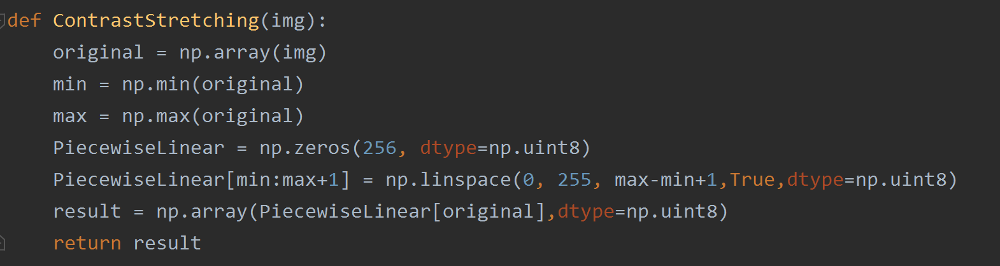 def ContrastStretching(img):
    original = np.array(img)
    min = np.min(original)
    max = np.max(original)
    PiecewiseLinear = np.zeros(256, dtype=np.uint8)
    PiecewiseLinear[min:max+1] = np.linspace(0, 255, max-min+1,True,dtype=np.uint8)
    result = np.array(PiecewiseLinear[original],dtype=np.uint8)
    return result